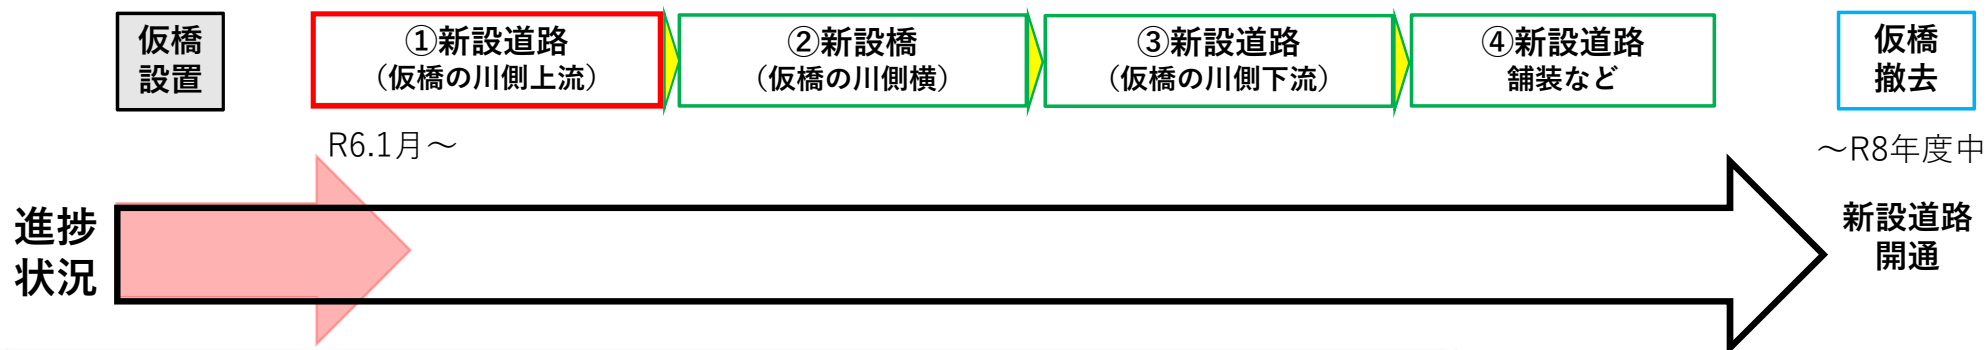 仮橋
設置
①新設道路
（仮橋の川側上流）
②新設橋
（仮橋の川側横）
③新設道路
（仮橋の川側下流）
④新設道路
舗装など
仮橋
撤去
R6.1月～
～R8年度中
進捗
状況
新設道路
開通